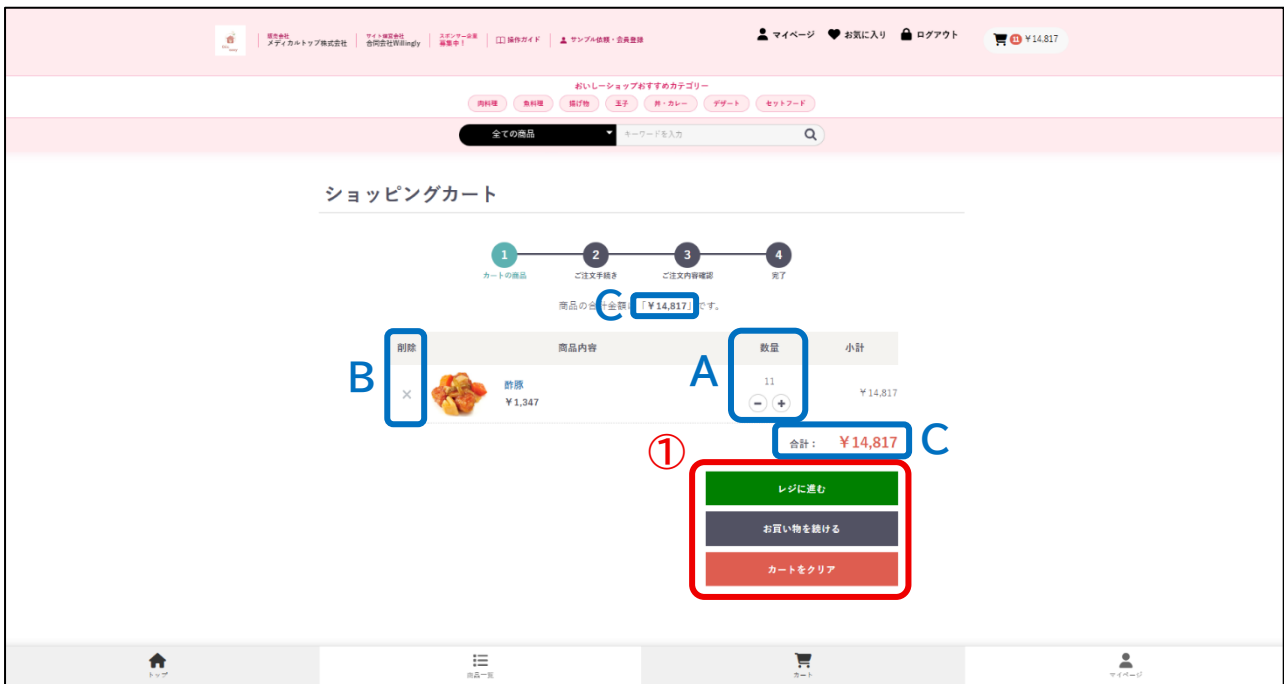 販売会社 サイト運営会社 スポンサー企業
メディカルトップ株式会社 合同会社Willingly 募集中！ 操作ガイド サンプル依頼・会員登録 マイページ お気に入り ログアウト 11 ￥14,817
おいしーショップおすすめカテゴリー
肉料理 魚料理 揚げ物 玉子 丼・カレー デザート セットフード
全ての商品 キーワードを入力
ショッピングカート
1 2 3 4
カートの商品 ご注文手続き ご注文内容確認 完了
商品の合計金額は「￥14,817」です。
C
削除 商品内容 数量 小計
B A
酢豚 11
￥1,347 ￥14,817
合計： ￥14,817 C
①
レジに進む
お買い物を続ける
カートをクリア
トップ 商品一覧 カート マイページ